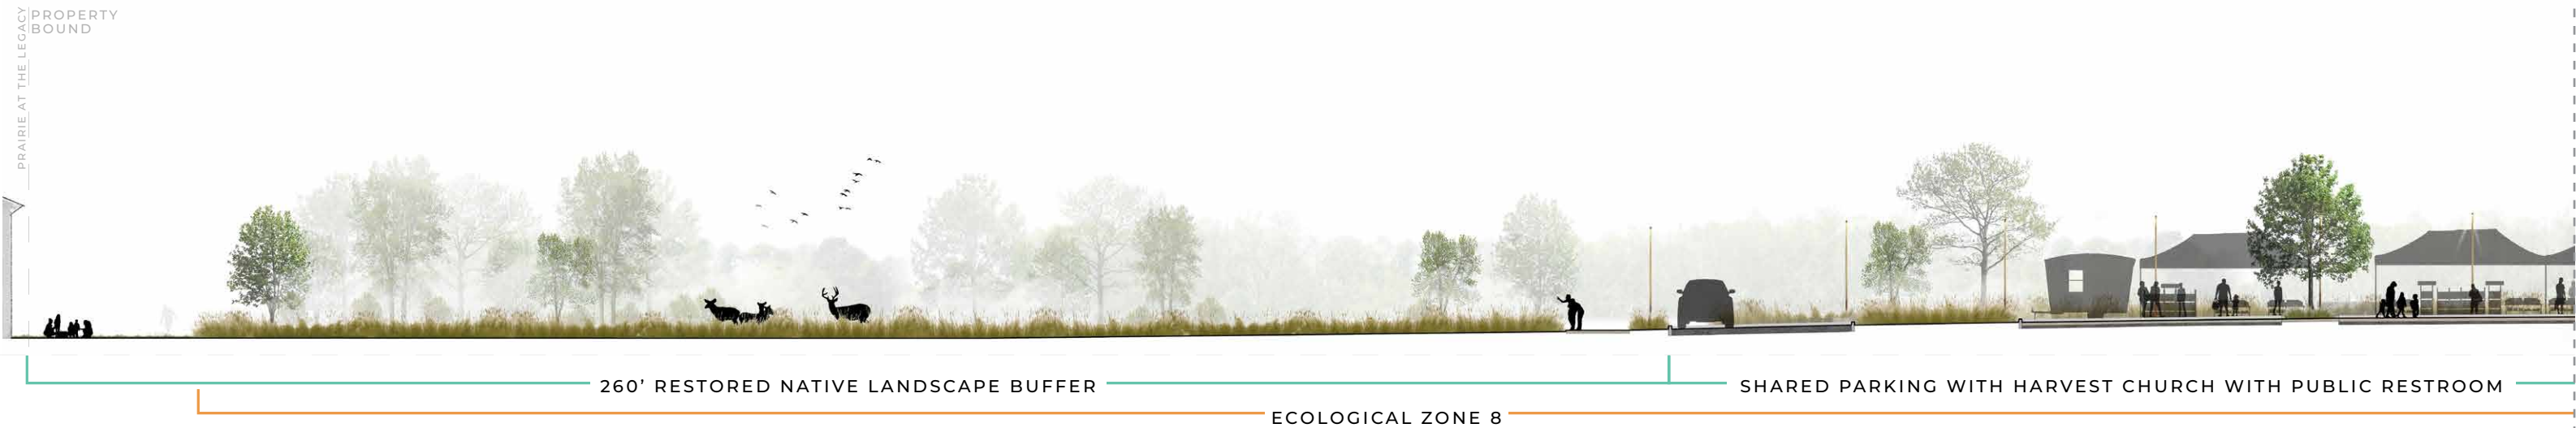 PRAIRIE AT THE LEGACY
PROPERTY
BOUND
260’ RESTORED NATIVE LANDSCAPE BUFFER
SHARED PARKING WITH HARVEST CHURCH WITH PUBLIC RESTROOM
ECOLOGICAL ZONE 8